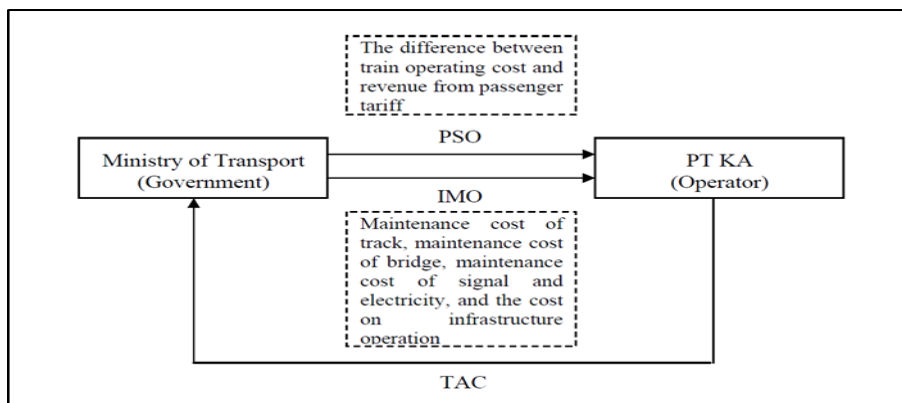 The difference between
train operating cost and
revenue from passenger
tariff
PSO
Ministry of Transport
(Government)
PT KA
(Operator)
IMO
Maintenance cost of
track, maintenance cost
of bridge, maintenance
cost of signal and
electricity, and the cost
on infrastructure
operation
TAC